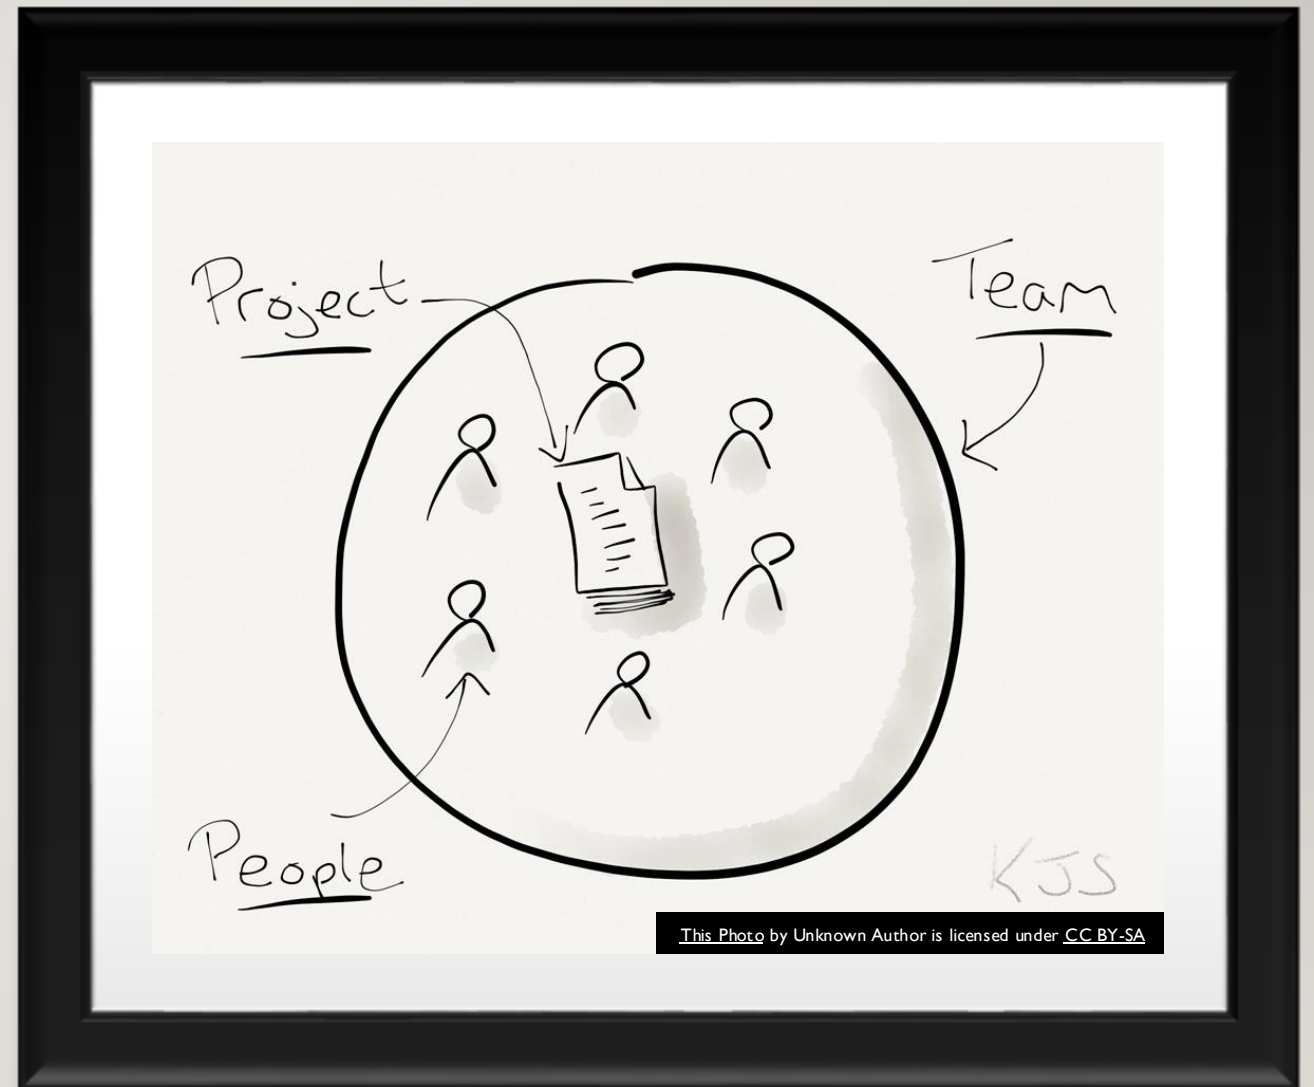 Project
Team
People
KJS
This Photo by Unknown Author is licensed under CC BY-SA